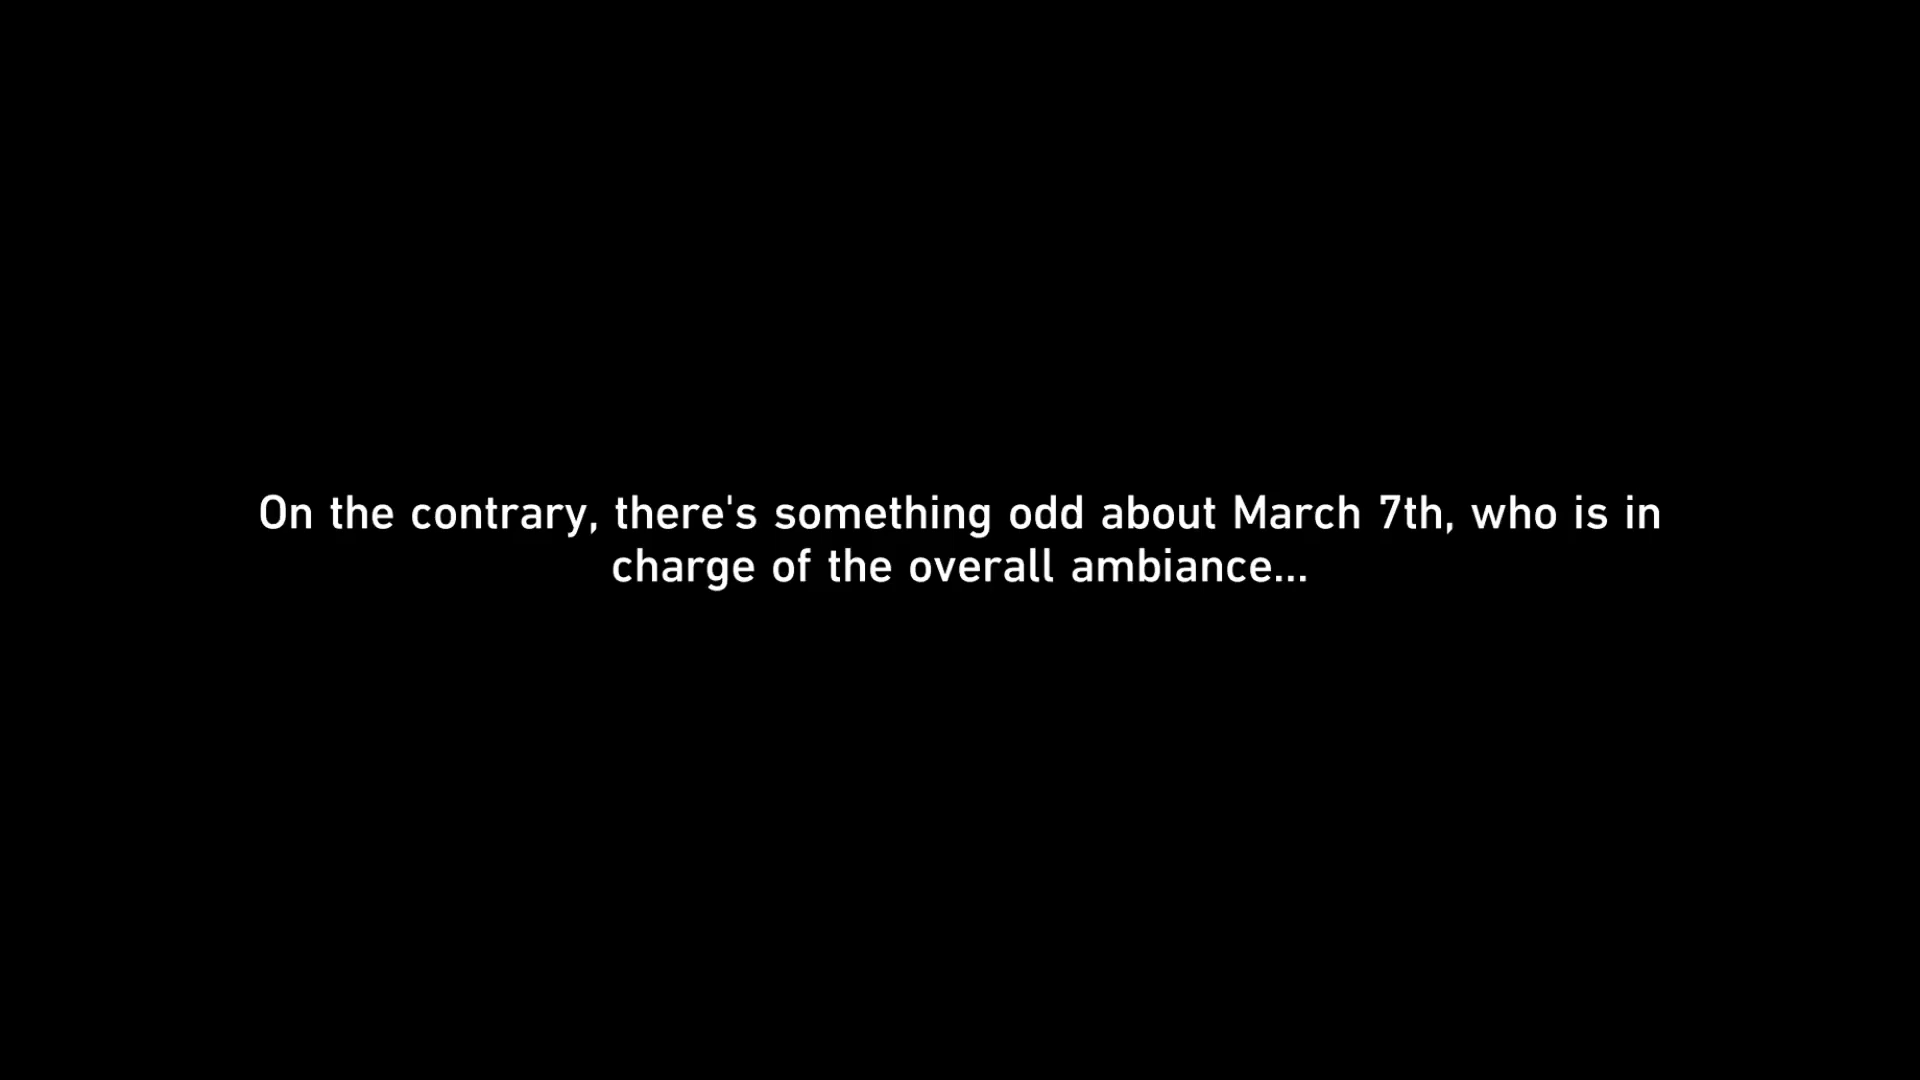 On the contrary, there's something odd about March 7th, who is in
charge of the overall ambiance...